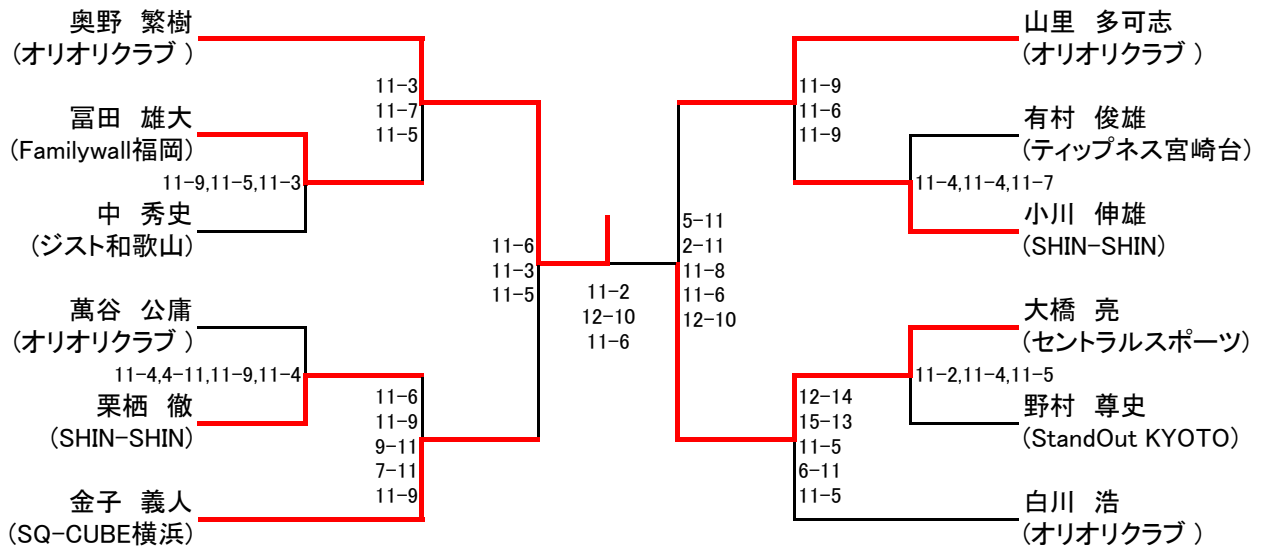 奥野 繁樹
(オリオリクラブ )
冨田 雄大
(Familywall福岡)
中 秀史
(ジスト和歌山)
萬谷 公庸
(オリオリクラブ )
栗栖 徹
(SHIN-SHIN)
金子 義人
(SQ-CUBE横浜)
11-9,11-5,11-3
11-4,4-11,11-9,11-4
11-3
11-7
11-5
11-6
11-9
9-11
7-11
11-9
11-6
11-3
11-5
11-2
12-10
11-6
5-11
2-11
11-8
11-6
12-10
11-9
11-6
11-9
12-14
15-13
11-5
6-11
11-5
11-4,11-4,11-7
11-2,11-4,11-5
山里 多可志
(オリオリクラブ )
有村 俊雄
(ティップネス宮崎台)
小川 伸雄
(SHIN-SHIN)
大橋 亮
(セントラルスポーツ)
野村 尊史
(StandOut KYOTO)
白川 浩
(オリオリクラブ )